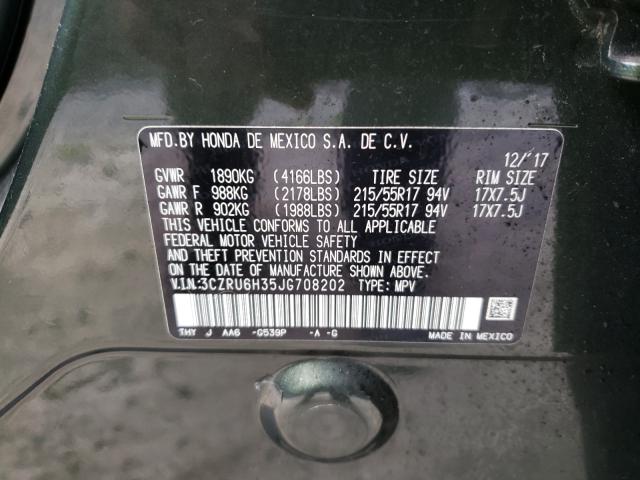 MFD.BY HONDA DE MEXICO S.A. DE C.V.
12/'17
GVWR 1890KG (4166LBS) TIRE SIZE RIM SIZE
GAWR F 988KG (2178LBS) 215/55R17 94V 17X7.5J
GAWR R 902KG (1988LBS) 215/55R17 94V 17X7.5J
THIS VEHICLE CONFORMS TO ALL APPLICABLE
FEDERAL MOTOR VEHICLE SAFETY
AND THEFT PREVENTION STANDARDS IN EFFECT
ON THE DATE OF MANUFACTURE SHOWN ABOVE.
V.I.N.:3CZRU6H35JG708202 TYPE: MPV
THY J AA6 -G539P -A -G
MADE IN MEXICO